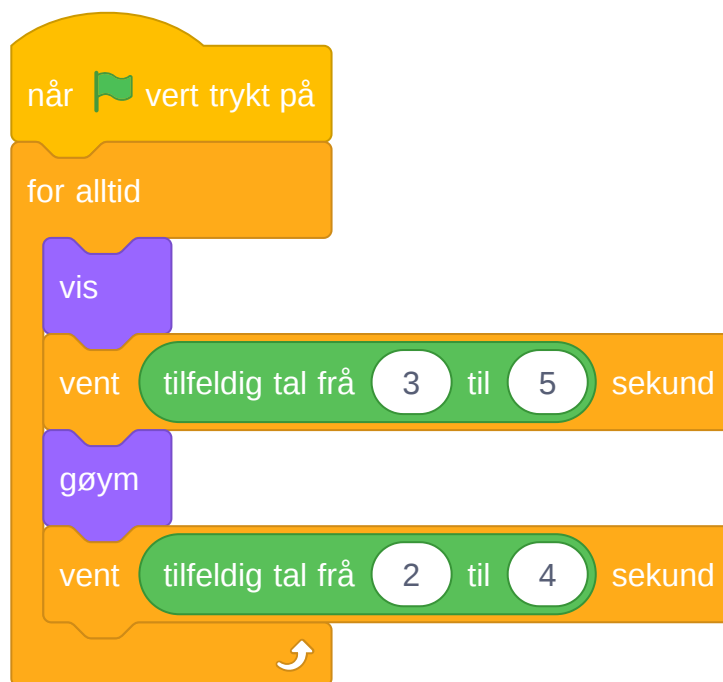 når vert trykt på
for alltid
vis
vent tilfeldig tal frå 3 til 5 sekund
gøym
vent tilfeldig tal frå 2 til 4 sekund